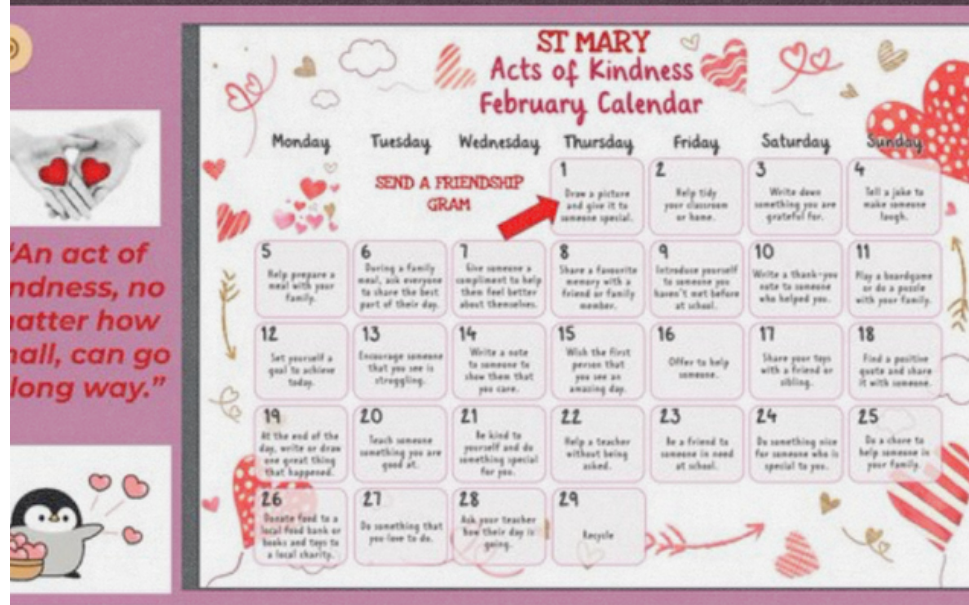 ST MARY
Acts of Kindness
February Calendar
Monday Tuesday Wednesday Thursday Friday Saturday Sunday
SEND A FRIENDSHIP
GRAM
1
Draw a picture
and give it to
someone special.
2
Help tidy
your classroom
or home.
3
Write down
something you are
grateful for.
4
Tell a joke to
make someone
laugh.
5
Help prepare a
meal with your
family.
6
During a family
meal, ask everyone
to share the best
part of their day.
7
Give someone a
compliment to help
them feel better
about themselves.
8
Share a favourite
memory with a
friend or family
member.
9
Introduce yourself
to someone you
haven't met before
at school.
10
Write a thank-you
note to someone
who helped you.
11
Play a boardgame
or do a puzzle
with your family.
12
Set yourself a
goal to achieve
today.
13
Encourage someone
that you see is
struggling.
14
Write a note
to someone to
show them that
you care.
15
Wish the first
person that
you see an
amazing day.
16
Offer to help
someone.
17
Share your toys
with a friend or
sibling.
18
Find a positive
quote and share
it with someone.
19
At the end of the
day, write or draw
one great thing
that happened.
20
Teach someone
something you are
good at.
21
Be kind to
yourself and do
something special
for you.
22
Help a teacher
without being
asked.
23
Be a friend to
someone in need
at school.
24
Do something nice
for someone who is
special to you.
25
Do a chore to
help someone in
your family.
26
Donate food to a
local food bank or
books and toys to
a local charity.
27
Do something that
you love to do.
28
Ask your teacher
how their day is
going.
29
Recycle
"An act of
ndness, no
atter how
all, can go
long way."